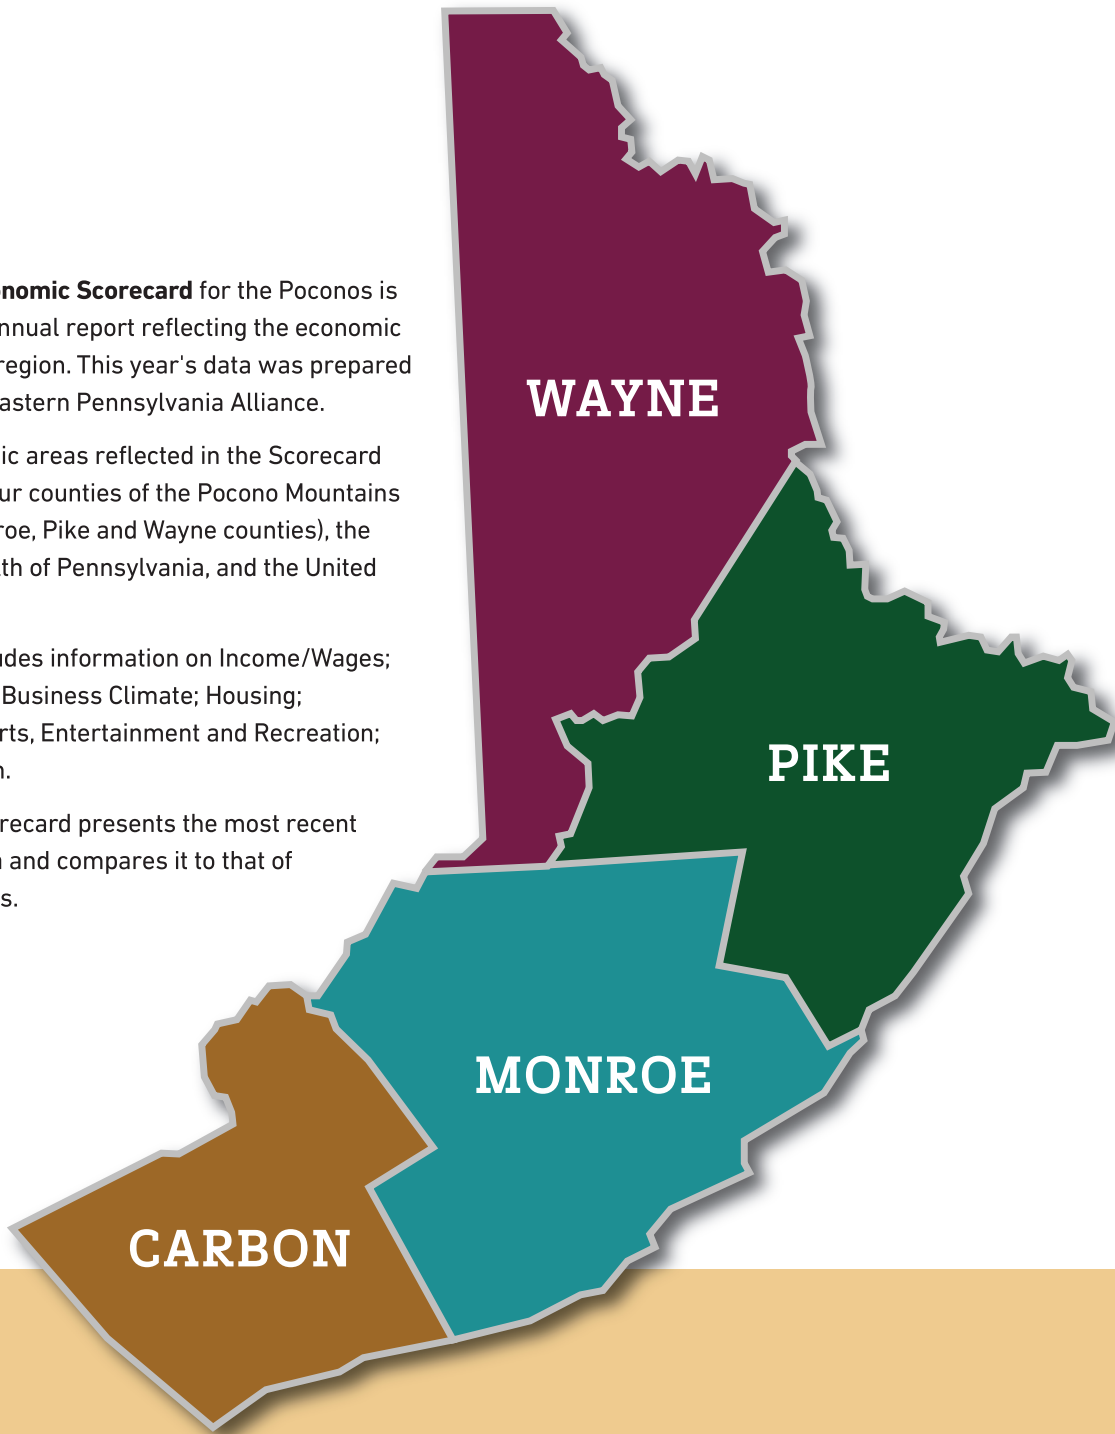 nomic Scorecard for the Poconos is
nnual report reflecting the economic
region. This year's data was prepared
astern Pennsylvania Alliance.
ic areas reflected in the Scorecard
ur counties of the Pocono Mountains
roe, Pike and Wayne counties), the
th of Pennsylvania, and the United
udes information on Income/Wages;
Business Climate; Housing;
rts, Entertainment and Recreation;
n.
recard presents the most recent
and compares it to that of
s.
WAYNE
PIKE
MONROE
CARBON